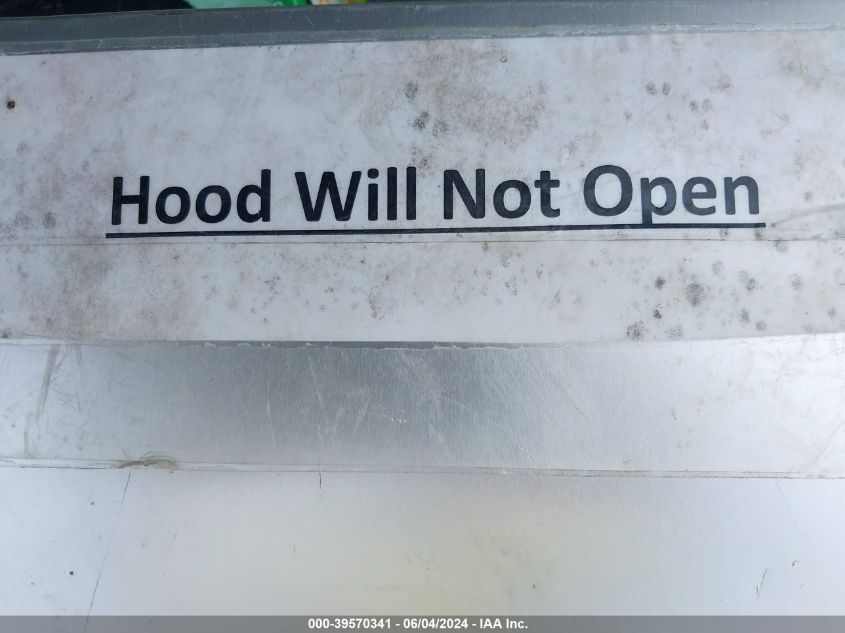 Hood Will Not Open
000-39570341 - 06/04/2024 - IAA Inc.